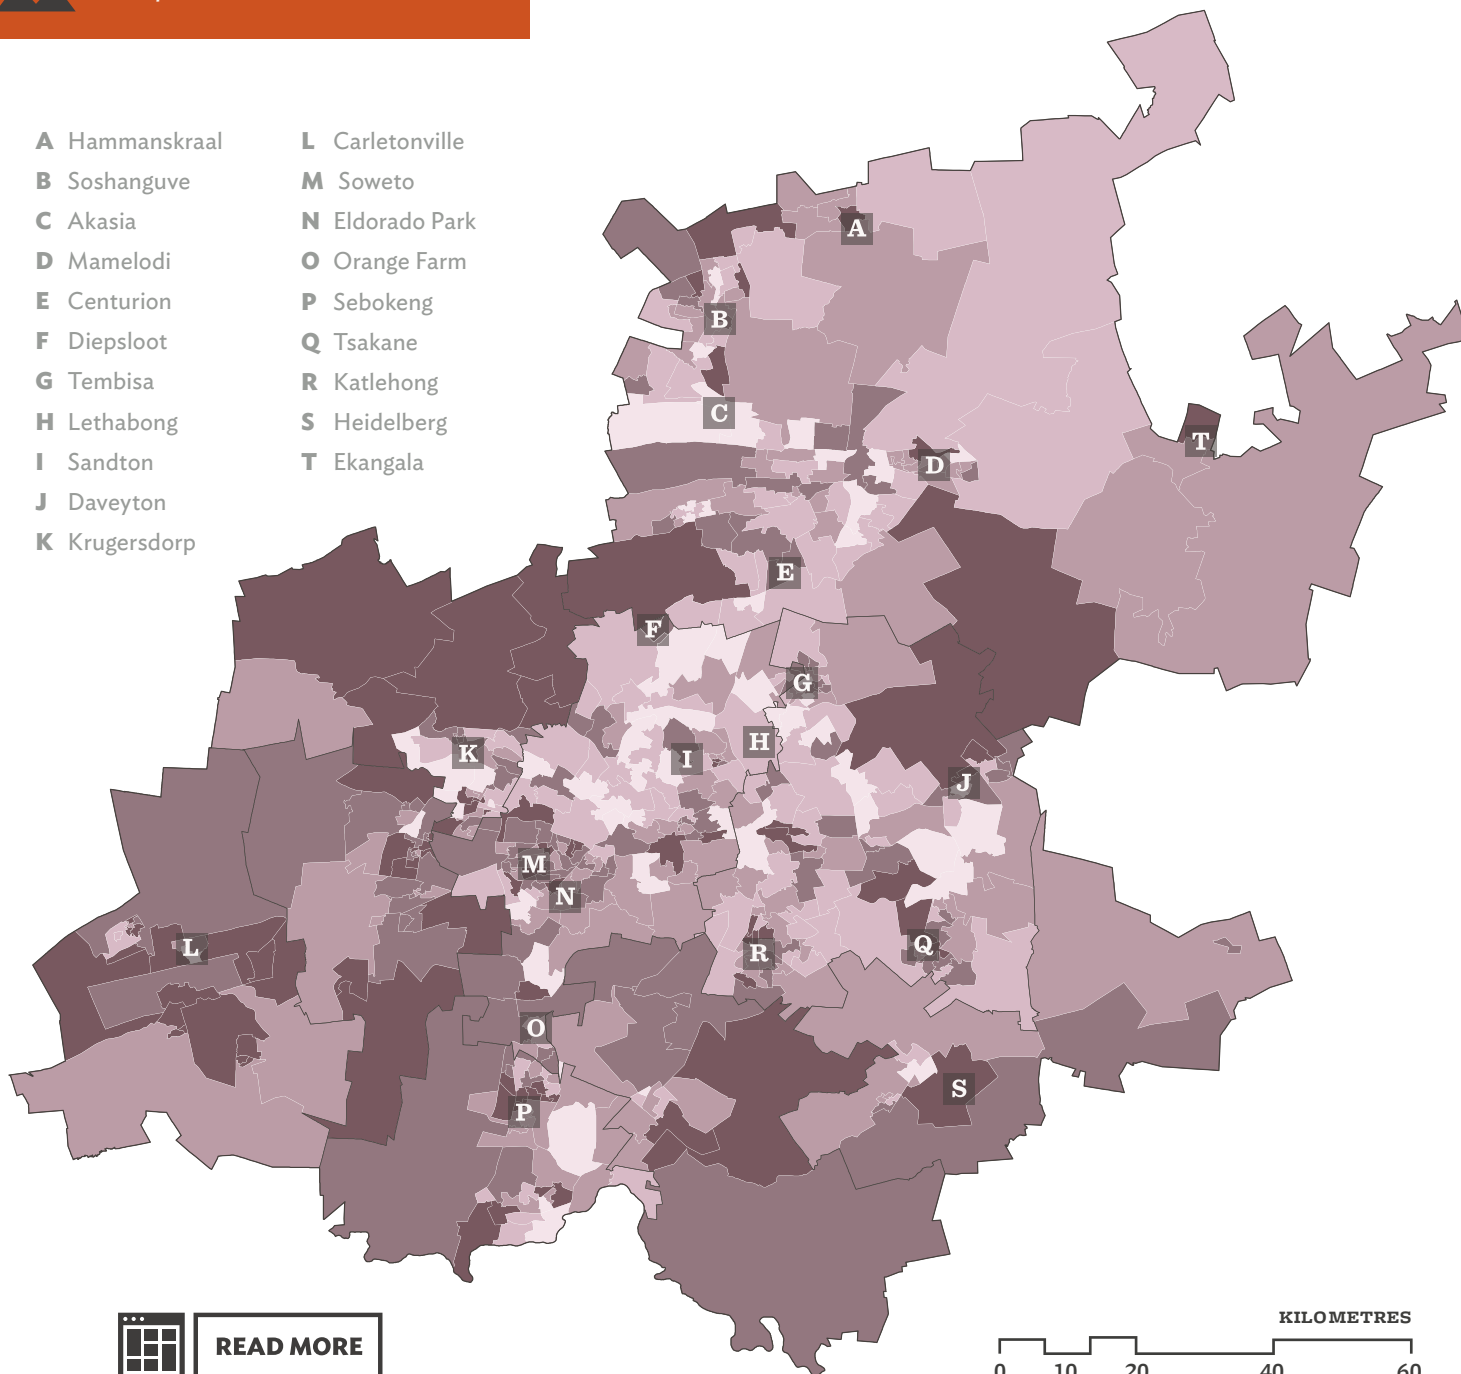 A Hammanskraal
B Soshanguve
C Akasia
D Mamelodi
E Centurion
F Diepsloot
G Tembisa
H Lethabong
I Sandton
J Daveyton
K Krugersdorp
L Carletonville
M Soweto
N Eldorado Park
O Orange Farm
P Sebokeng
Q Tsakane
R Katlehong
S Heidelberg
T Ekangala
A
B
C
T
D
E
F
G
H
K
I
J
M
N
Q
L
R
O
S
P
KILOMETRES
READ MORE
0 10 20 40 60